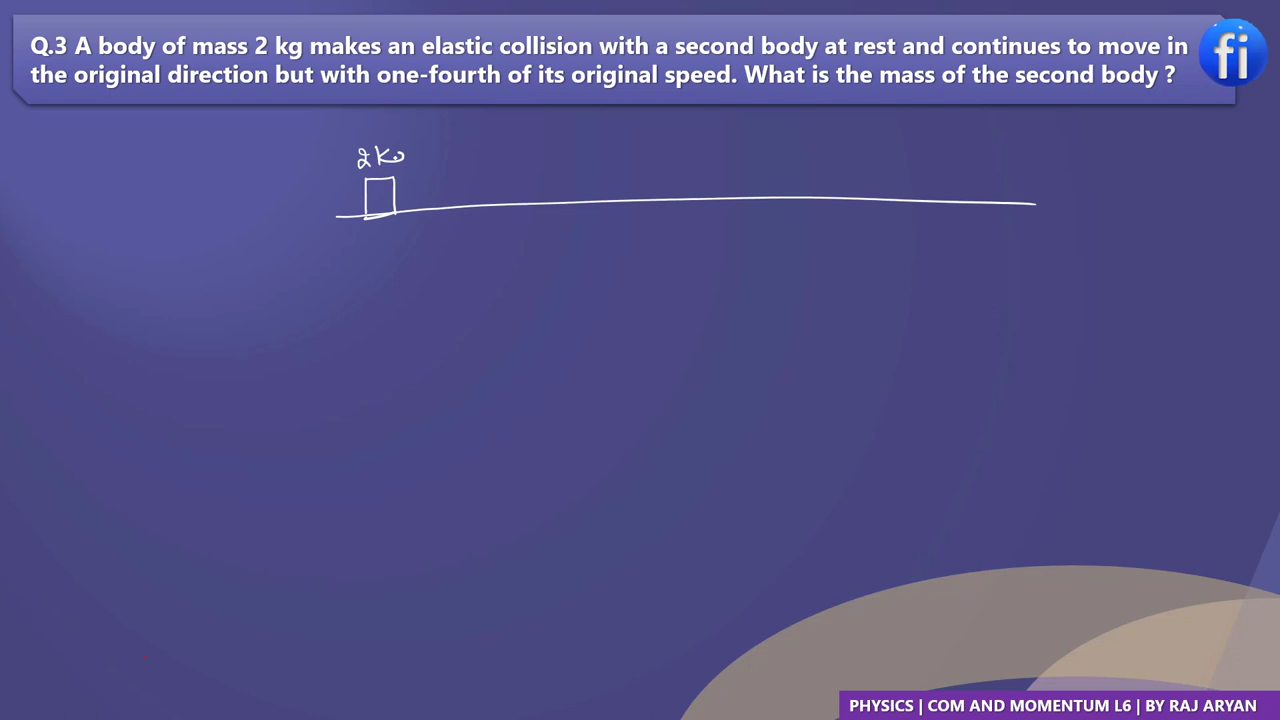 Q.3 A body of mass 2 kg makes an elastic collision with a second body at rest and continues to move in
the original direction but with one-fourth of its original speed. What is the mass of the second body ?
fi
2 kg
PHYSICS | COM AND MOMENTUM L6 | BY RAJ ARYAN